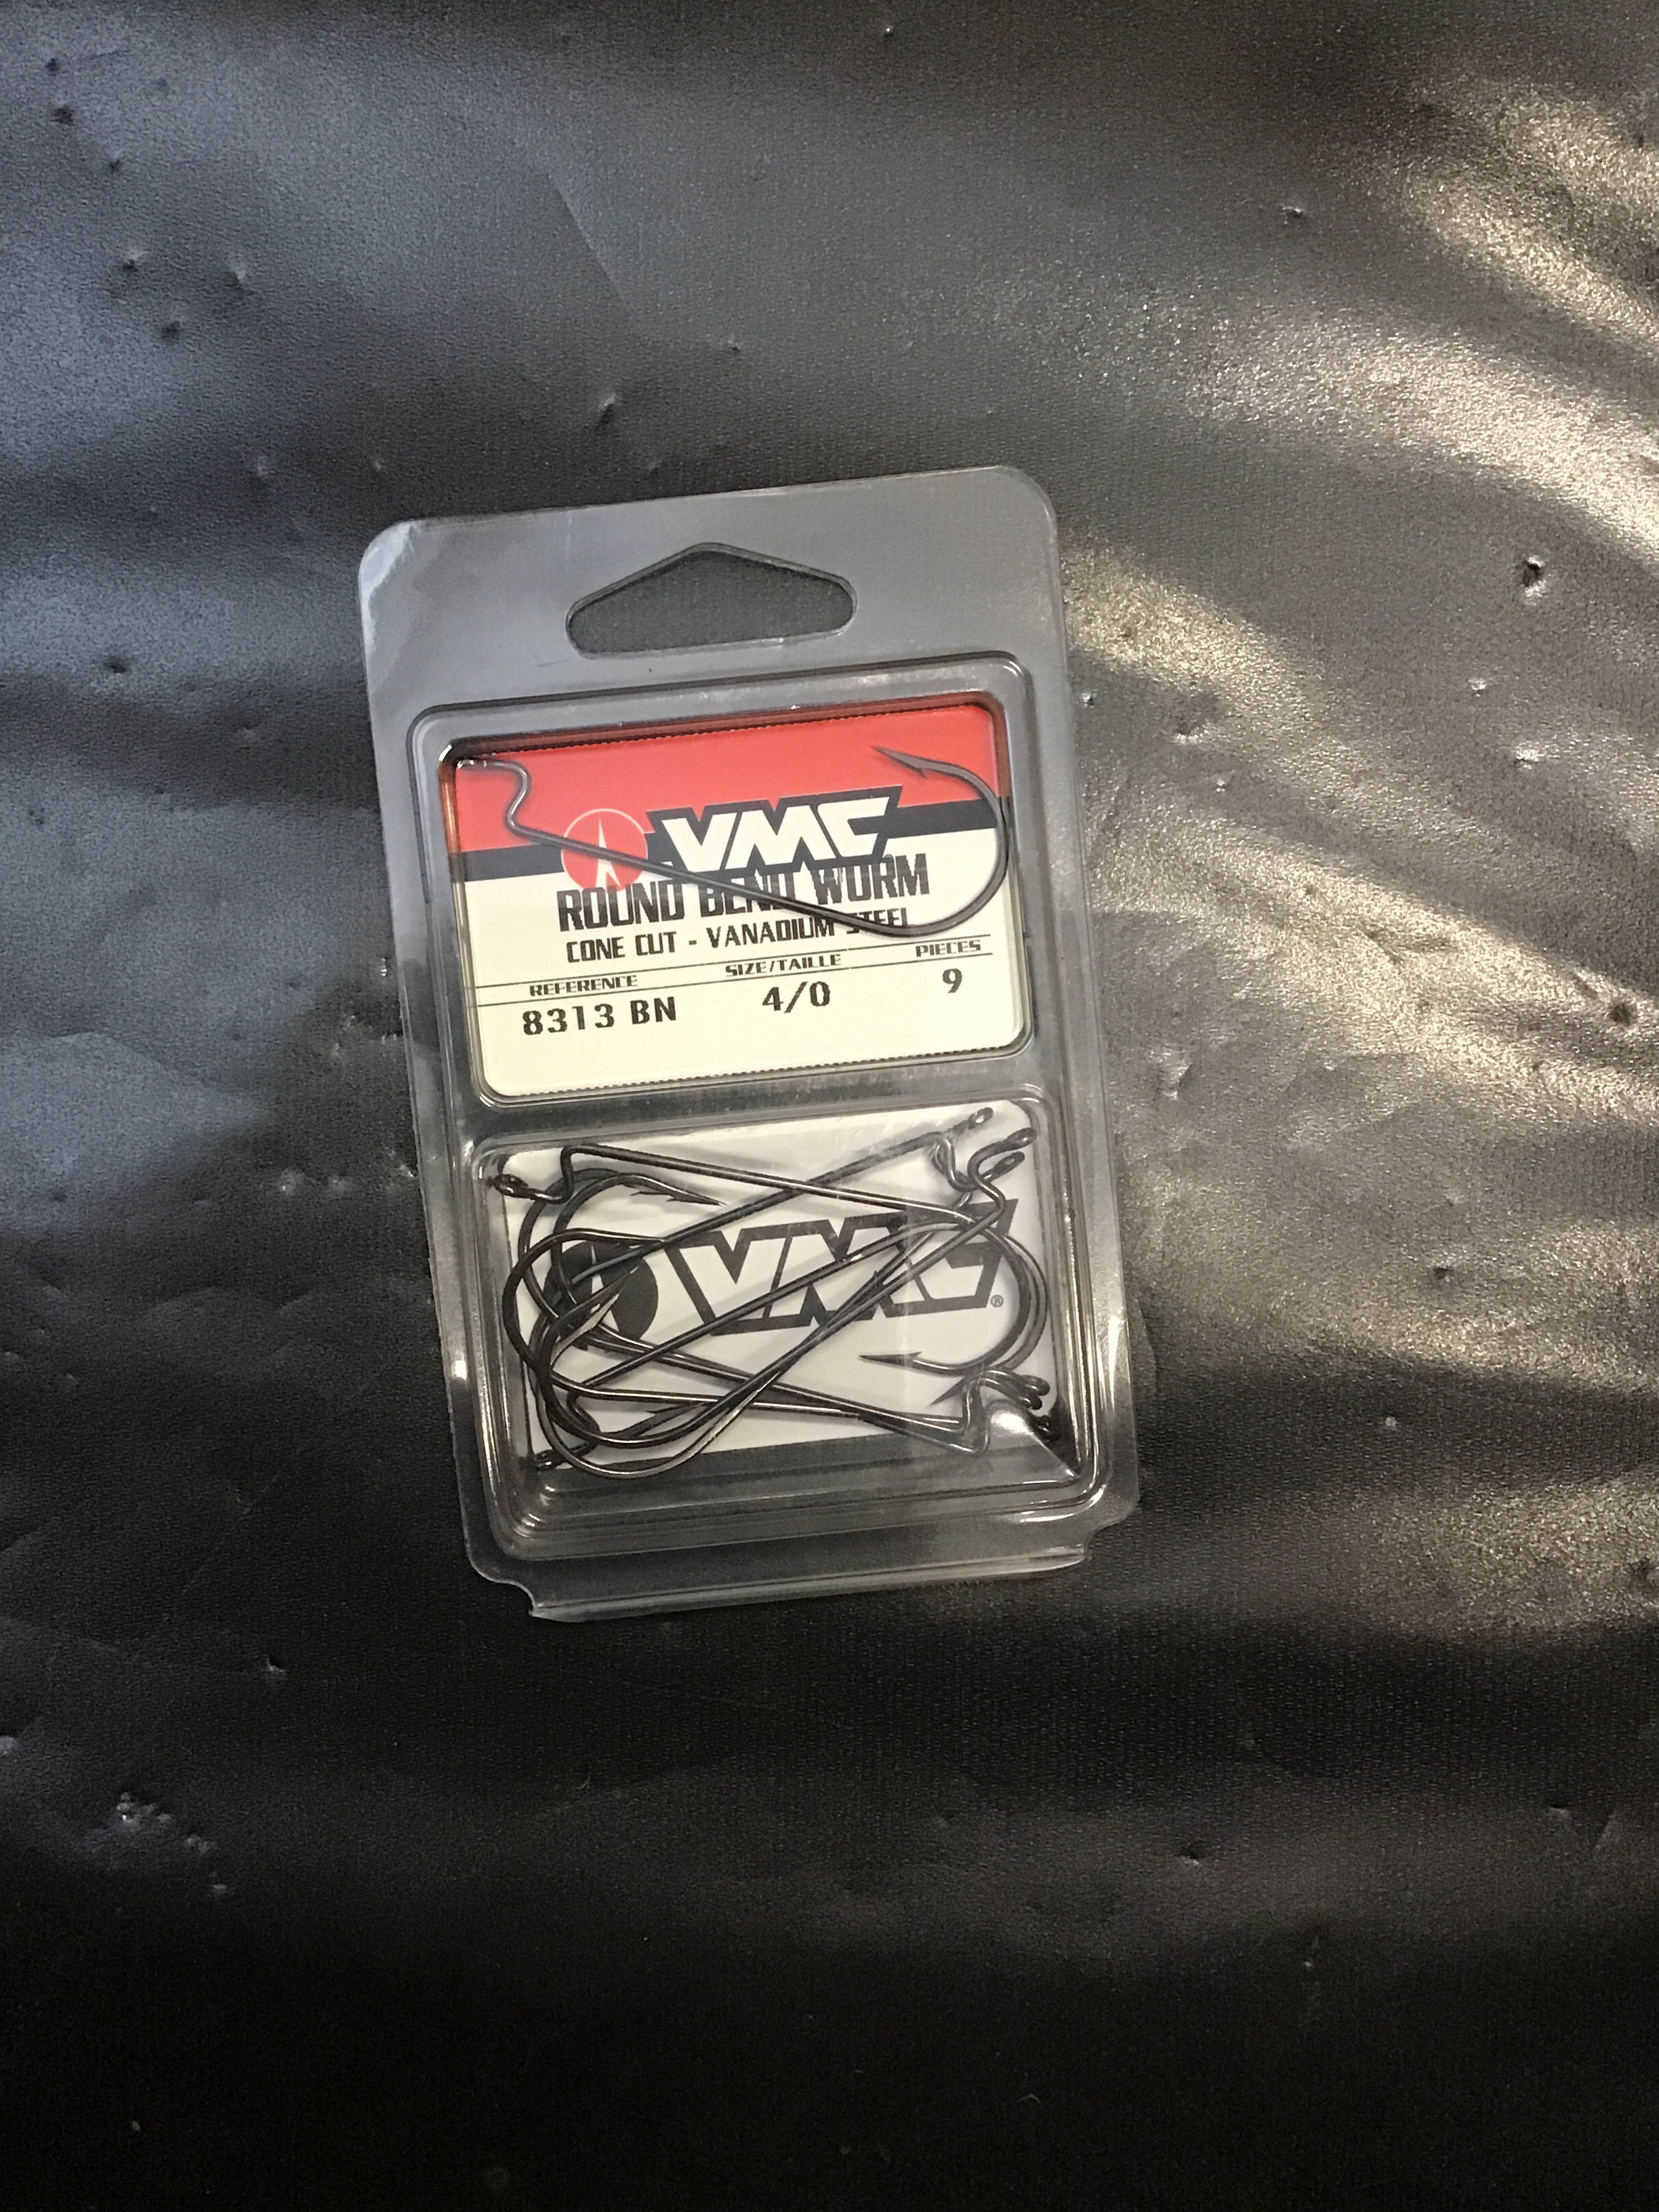 VMC
ROUND BEND WORM
CONE CUT - VANADIUM STEEL
REFERENCE SIZE/TAILLE PIECES
8313 BN 4/0 9
VMC®